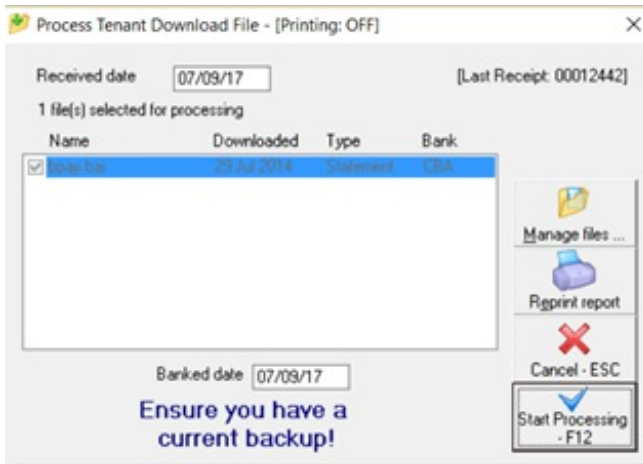 Process Tenant Download File - [Printing: OFF]
Received date 07/09/17 [Last Receipt: 00012442]
1 file(s) selected for processing
Name Downloaded Type Bank
bpay.bai 29 Jul 2014 Statement CBA
Manage files ...
Reprint report
Cancel - ESC
Banked date 07/09/17
Ensure you have a
current backup!
Start Processing
- F12